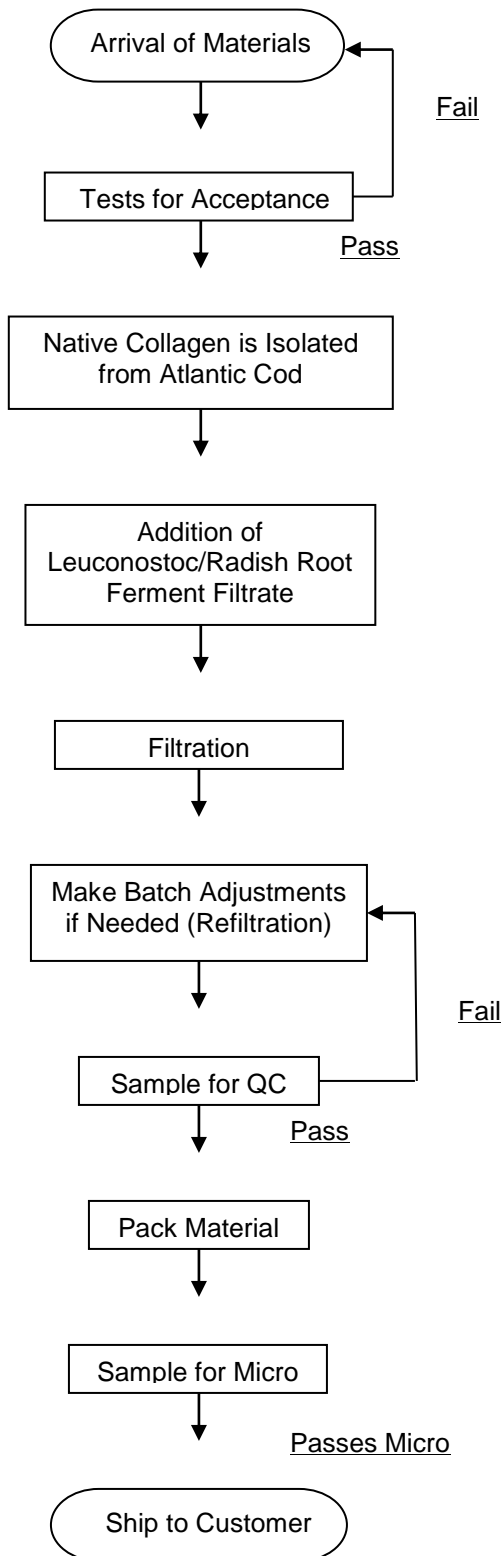 Arrival of Materials
Fail
Tests for Acceptance
Pass
Native Collagen is Isolated
from Atlantic Cod
Addition of
Leuconostoc/Radish Root
Ferment Filtrate
Filtration
Make Batch Adjustments
if Needed (Refiltration)
Fail
Sample for QC
Pass
Pack Material
Sample for Micro
Passes Micro
Ship to Customer